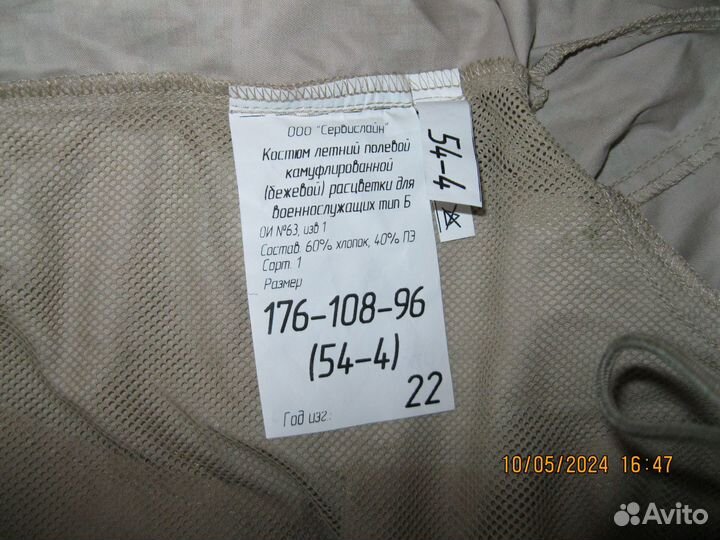 ООО "Сервислайн"
Костюм летний полевой
камуфлированной
(бежевой) расцветки для
военнослужащих тип Б
ОИ №63, изв.1
Состав. 60% хлопок, 40% ПЭ
Сорт. 1
Размер
176-108-96
(54-4)
22
Год изг.:
54-4
10/05/2024 16:47
Avito